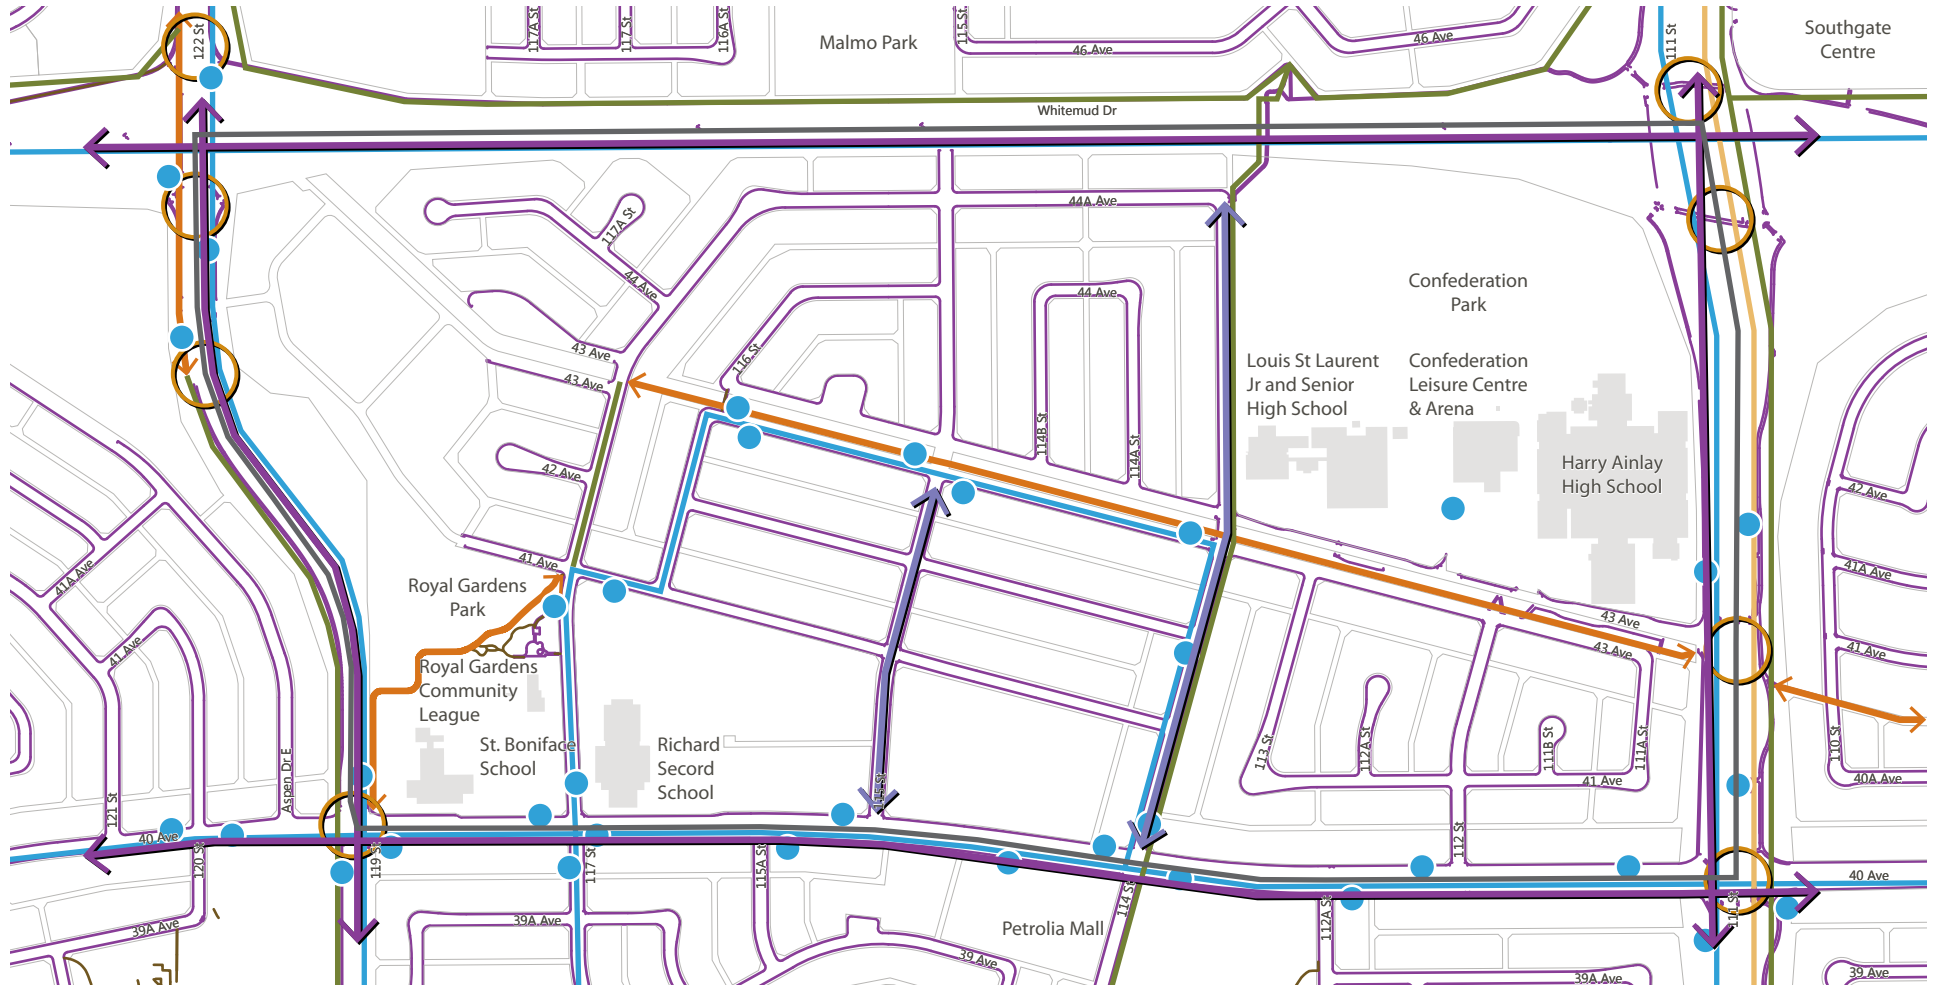 122 St
117A St
117 St
116A St
Malmo Park
115 St
46 Ave
46 Ave
111 St
Southgate
Centre
Whitemud Dr
117A St
44 Ave
44A Ave
44 Ave
Confederation
Park
43 Ave
43 Ave
116 St
Louis St Laurent
Jr and Senior
High School
Confederation
Leisure Centre
& Arena
114B St
114A St
Harry Ainlay
High School
42 Ave
42 Ave
41 Ave
41A Ave
41A Ave
Royal Gardens
Park
43 Ave
43 Ave
41 Ave
41 Ave
Royal Gardens
Community
League
St. Boniface
School
Richard
Secord
School
Aspen Dr E
121 St
115 St
113 St
112A St
111B St
111A St
110 St
41 Ave
40A Ave
40 Ave
120 St
119 St
117 St
115A St
112 St
114 St
40 Ave
112A St
111 St
39A Ave
39A Ave
Petrolia Mall
39 Ave
39A Ave
39 Ave